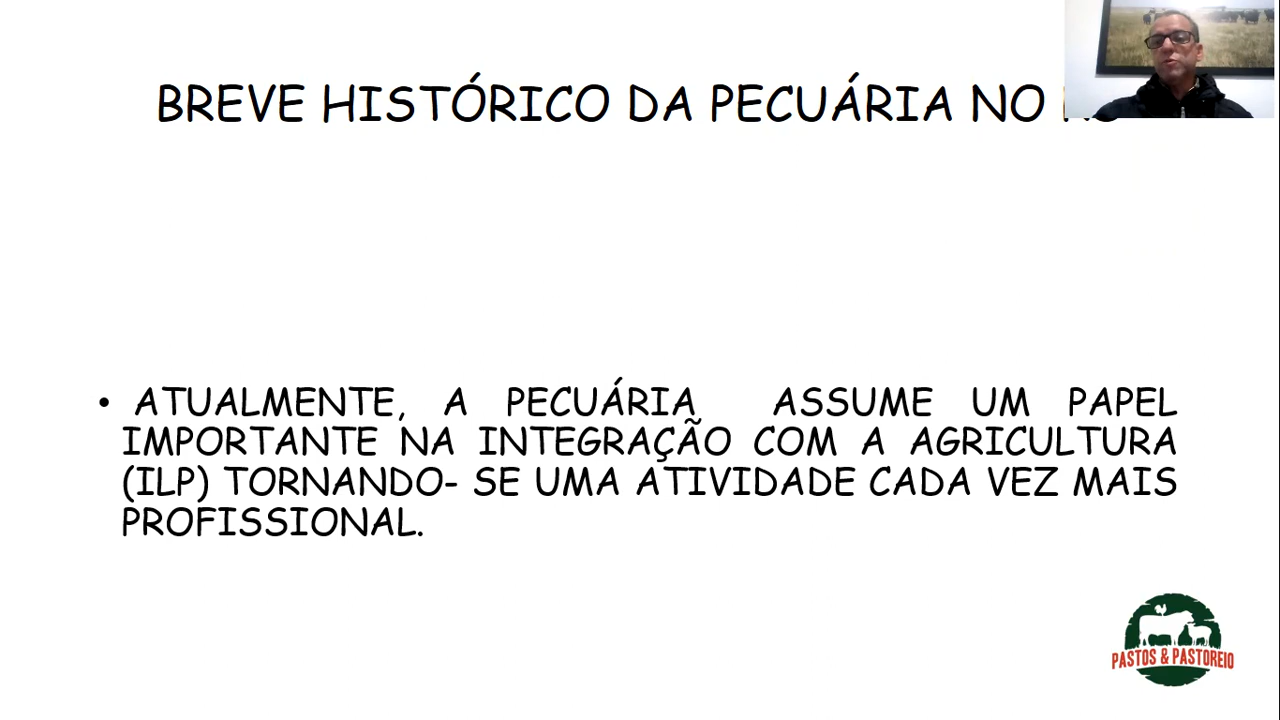 BREVE HISTÓRICO DA PECUÁRIA NO
• ATUALMENTE, A PECUÁRIA ASSUME UM PAPEL
IMPORTANTE NA INTEGRAÇÃO COM A AGRICULTURA
(ILP) TORNANDO- SE UMA ATIVIDADE CADA VEZ MAIS
PROFISSIONAL.
PASTOS & PASTOREIO